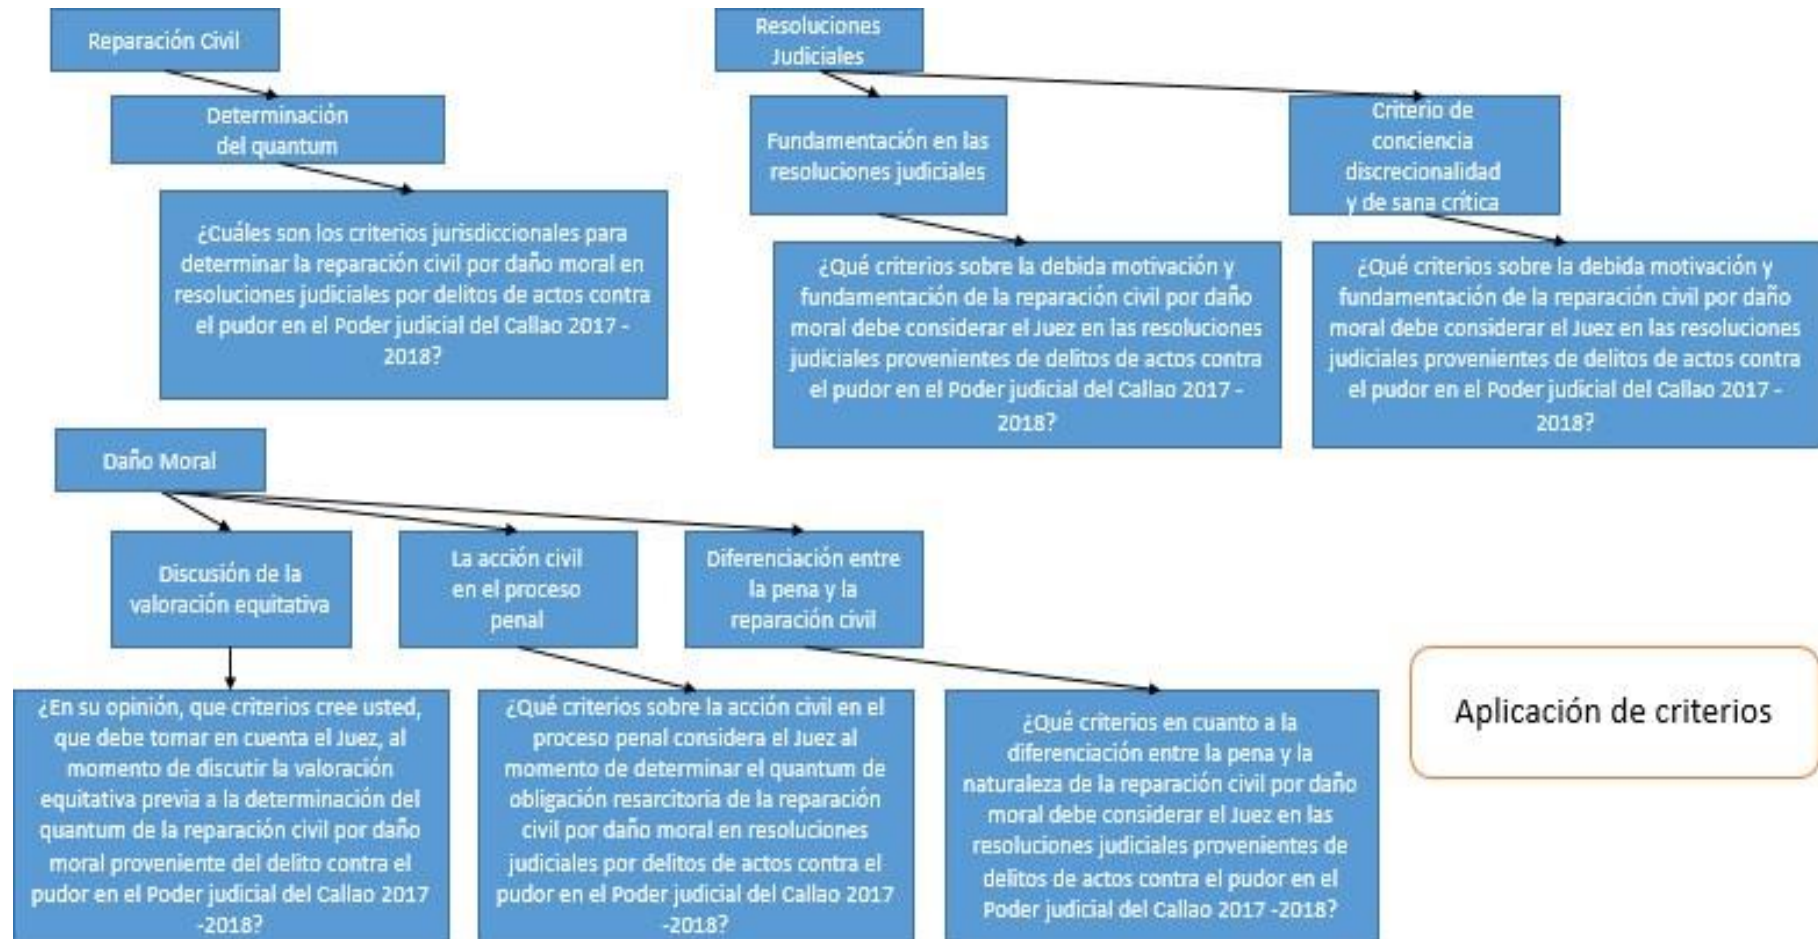 Reparación Civil
Determinación
del quantum
¿Cuáles son los criterios jurisdiccionales para
determinar la reparación civil por daño moral en
resoluciones judiciales por delitos de actos contra
el pudor en el Poder judicial del Callao 2017 -
2018?
Resoluciones
Judiciales
Fundamentación en las
resoluciones judiciales
¿Qué criterios sobre la debida motivación y
fundamentación de la reparación civil por daño
moral debe considerar el Juez en las resoluciones
judiciales provenientes de delitos de actos contra
el pudor en el Poder judicial del Callao 2017 -
2018?
Criterio de
conciencia
discrecionalidad
y de sana crítica
¿Qué criterios sobre la debida motivación y
fundamentación de la reparación civil por daño
moral debe considerar el Juez en las resoluciones
judiciales provenientes de delitos de actos contra
el pudor en el Poder judicial del Callao 2017 -
2018?
Daño Moral
Discusión de la
valoración equitativa
¿En su opinión, que criterios cree usted,
que debe tomar en cuenta el Juez, al
momento de discutir la valoración
equitativa previa a la determinación del
quantum de la reparación civil por daño
moral proveniente del delito contra el
pudor en el Poder judicial del Callao 2017
-2018?
La acción civil
en el proceso
penal
¿Qué criterios sobre la acción civil en el
proceso penal considera el Juez al
momento de determinar el quantum de
obligación resarcitoria de la reparación
civil por daño moral en resoluciones
judiciales por delitos de actos contra el
pudor en el Poder judicial del Callao 2017
-2018?
Diferenciación entre
la pena y la
reparación civil
¿Qué criterios en cuanto a la
diferenciación entre la pena y la
naturaleza de la reparación civil por daño
moral debe considerar el Juez en las
resoluciones judiciales provenientes de
delitos de actos contra el pudor en el
Poder judicial del Callao 2017 -2018?
Aplicación de criterios